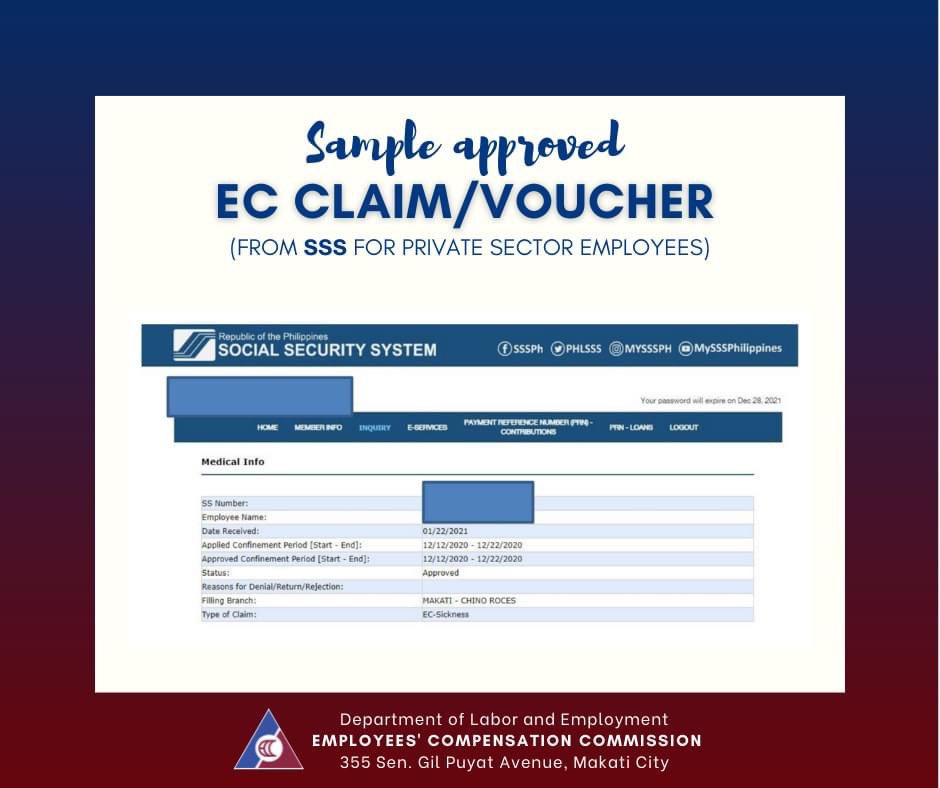 Sample approved
EC CLAIM/VOUCHER
(FROM SSS FOR PRIVATE SECTOR EMPLOYEES)
Republic of the Philippines
SOCIAL SECURITY SYSTEM
SSSPh PHLSSS MYSSSPH MySSSPhilippines
Your password will expire on Dec 28, 2021
HOME MEMBER INFO INQUIRY E-SERVICES PAYMENT REFERENCE NUMBER (PRN) - CONTRIBUTIONS PRN - LOANS LOGOUT
Medical Info
SS Number:
Employee Name:
Date Received: 01/22/2021
Applied Confinement Period [Start - End]: 12/12/2020 - 12/22/2020
Approved Confinement Period [Start - End]: 12/12/2020 - 12/22/2020
Status: Approved
Reasons for Denial/Return/Rejection:
Filling Branch: MAKATI - CHINO ROCES
Type of Claim: EC-Sickness
Department of Labor and Employment
EMPLOYEES' COMPENSATION COMMISSION
355 Sen. Gil Puyat Avenue, Makati City